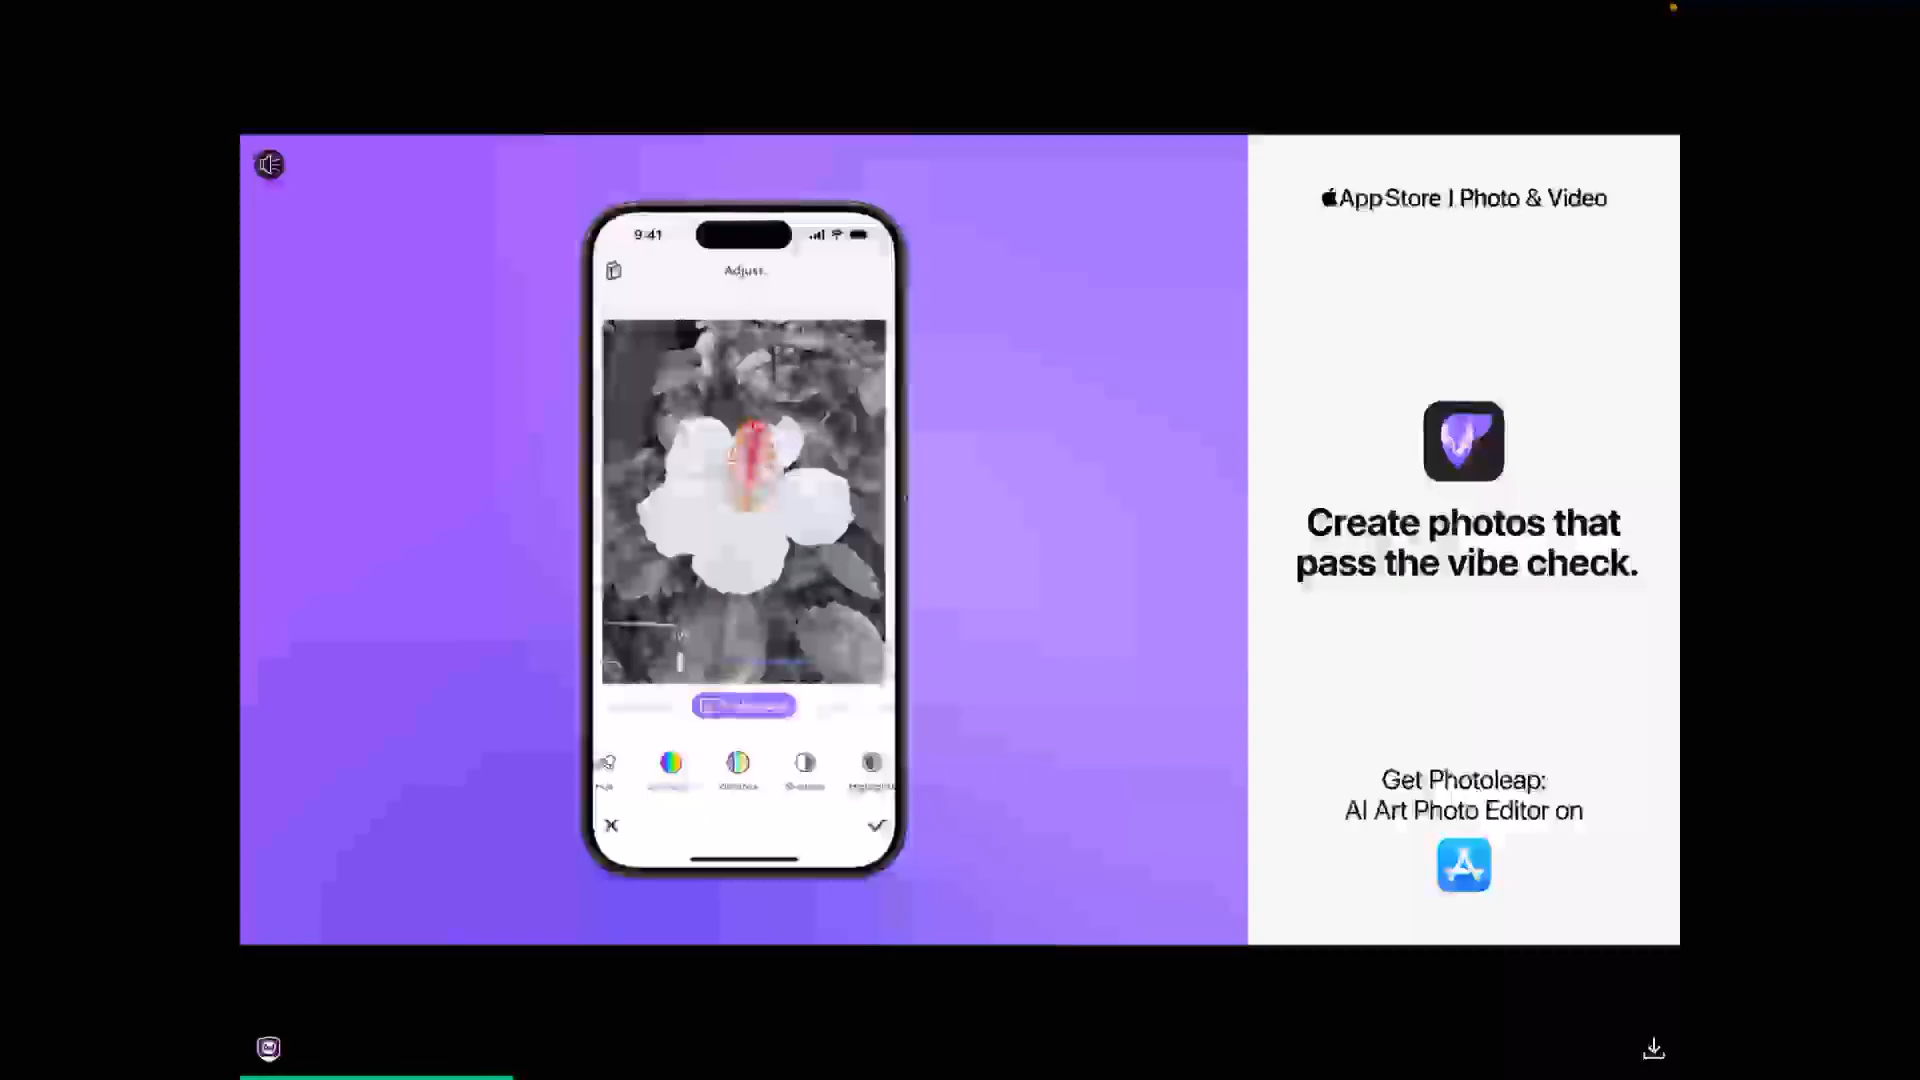 App Store | Photo & Video
9:41
Adjust
Create photos that
pass the vibe check.
Get Photoleap:
AI Art Photo Editor on